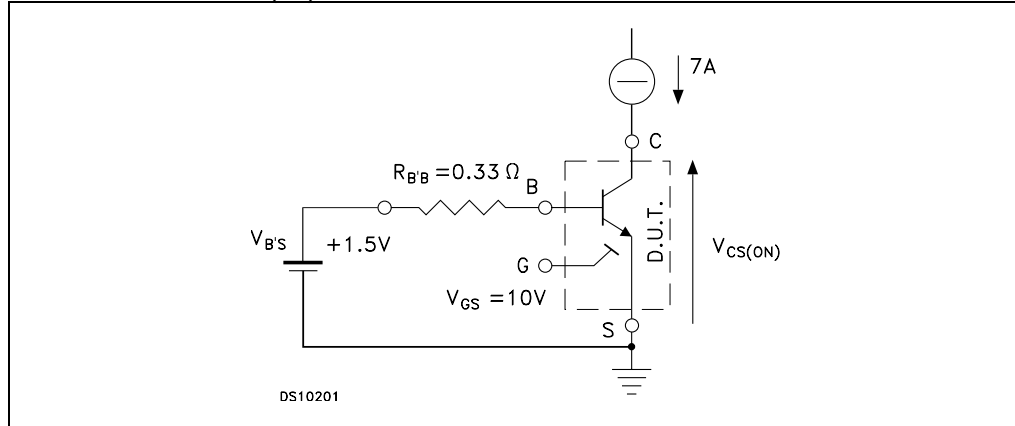 7A
C
R_B'B =0.33 Ω
B
D.U.T.
V_B'S
+1.5V
V_CS(ON)
G
V_GS =10V
S
DS10201